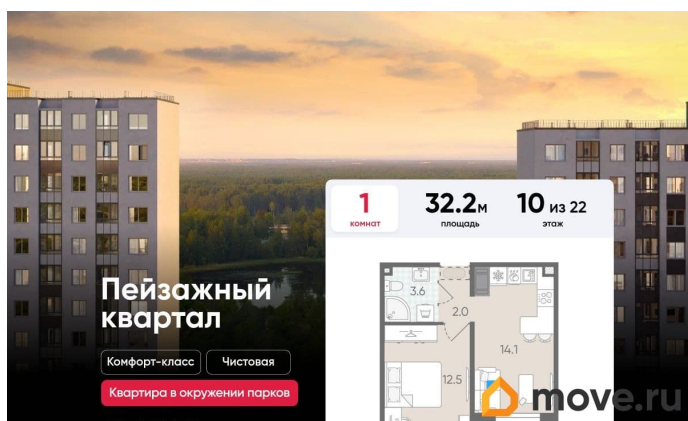 1
комнат
32.2м
площадь
10 из 22
этаж
3.6
2.0
14.1
12.5
Пейзажный
квартал
Комфорт-класс
Чистовая
Квартира в окружении парков
move.ru